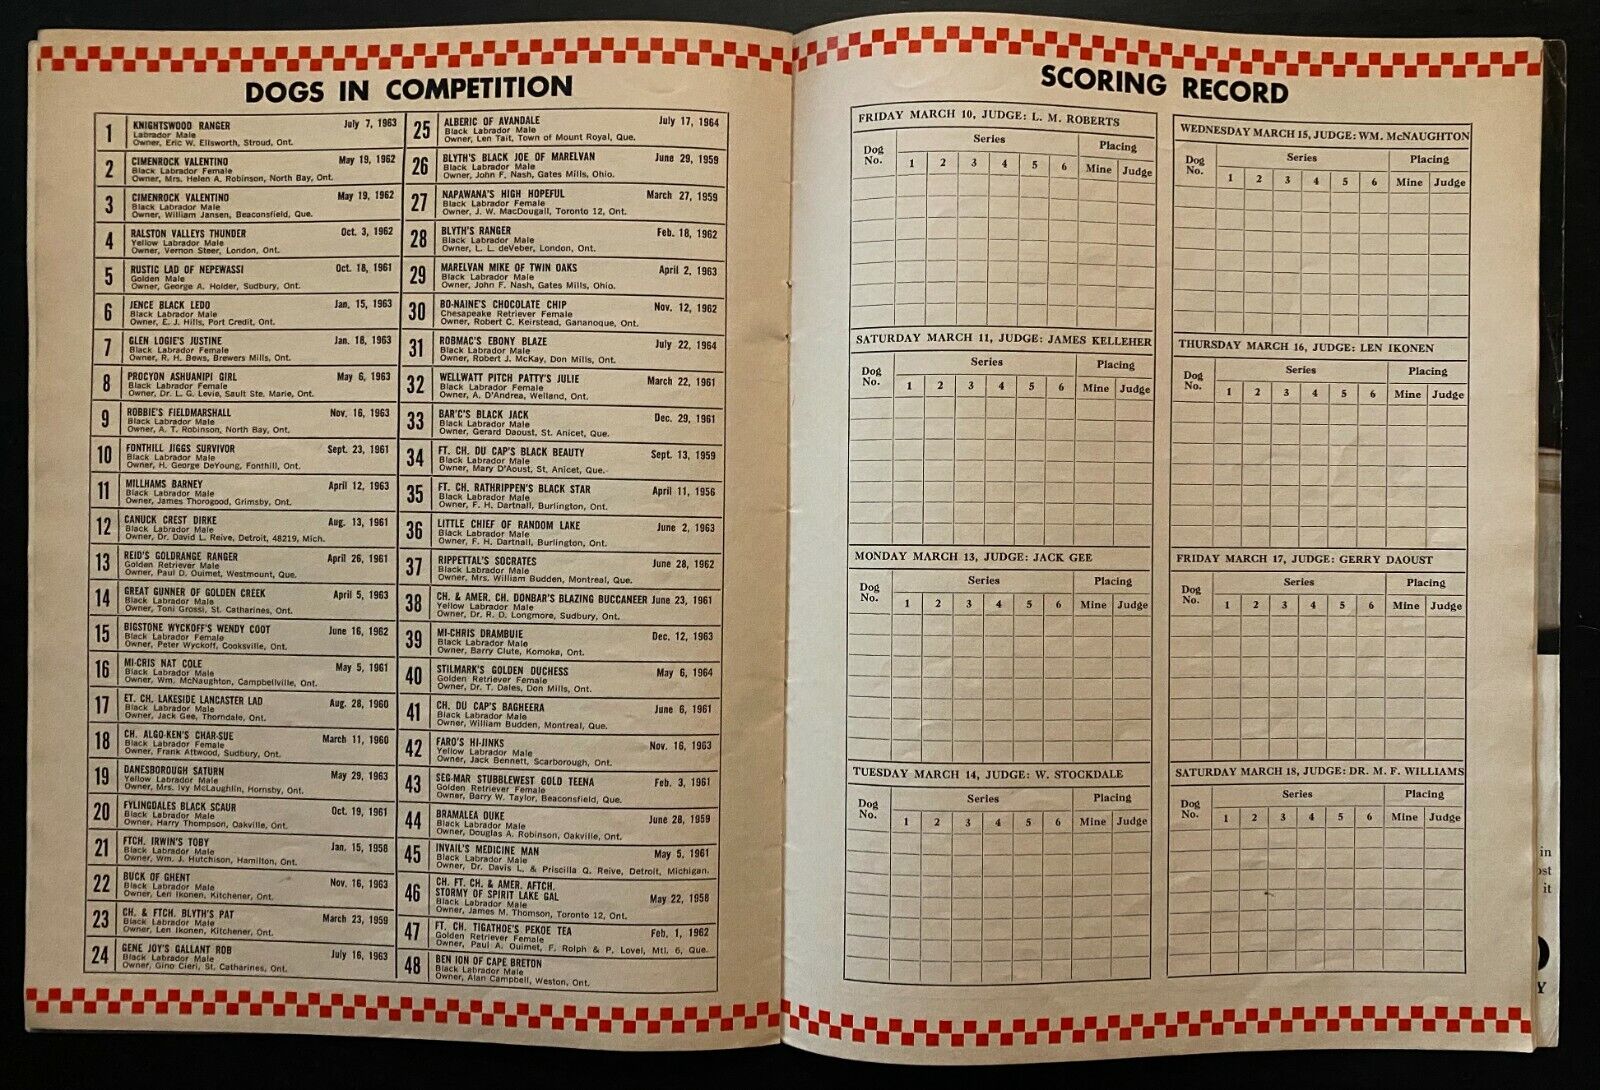 DOGS IN COMPETITION
1 KNIGHTSWOOD RANGER July 7, 1963
Labrador Male
Owner, Eric W. Ellsworth, Stroud, Ont.
2 CIMENROCK VALENTINO May 19, 1962
Black Labrador Female
Owner, Mrs. Helen A. Robinson, North Bay, Ont.
3 CIMENROCK VALENTINO May 19, 1962
Black Labrador Male
Owner, William Jansen, Beaconsfield, Que.
4 RALSTON VALLEYS THUNDER Oct. 3, 1962
Yellow Labrador Male
Owner, Vernon Steer, London, Ont.
5 RUSTIC LAD OF NEPEWASSI Oct. 18, 1961
Golden Male
Owner, George A. Holder, Sudbury, Ont.
6 JENCE BLACK LEDO Jan. 15, 1963
Black Labrador Male
Owner, E. J. Hills, Port Credit, Ont.
7 GLEN LOGIE'S JUSTINE Jan. 16, 1963
Black Labrador Female
Owner, R. H. Bews, Brewers Mills, Ont.
8 PROCYON ASHUANIPI GIRL May 6, 1963
Black Labrador Female
Owner, Dr. L. G. Levie, Sault Ste. Marie, Ont.
9 ROBBIE'S FIELDMARSHALL Nov. 16, 1963
Black Labrador Male
Owner, A. T. Robinson, North Bay, Ont.
10 FONTHILL JIGGS SURVIVOR Sept. 23, 1961
Black Labrador Male
Owner, H. George DeYoung, Fonthill, Ont.
11 MILLHAMS BARNEY April 12, 1963
Black Labrador Male
Owner, James Thorogood, Grimsby, Ont.
12 CANUCK CREST DIRKE Aug. 13, 1961
Black Labrador Male
Owner, Dr. David L. Reive, Detroit, 48219, Mich.
13 REID'S GOLDRANGE RANGER April 26, 1961
Golden Retriever Male
Owner, Paul D. Ouimet, Westmount, Que.
14 GREAT GUNNER OF GOLDEN CREEK April 5, 1963
Black Labrador Male
Owner, Toni Grossi, St. Catharines, Ont.
15 BIGSTONE WYCKOFF'S WENDY COOT June 16, 1962
Black Labrador Female
Owner, Peter Wyckoff, Cooksville, Ont.
16 MI-CRIS NAT COLE May 5, 1961
Black Labrador Male
Owner, Wm. McNaughton, Campbellville, Ont.
17 ET. CH. LAKESIDE LANCASTER LAD Aug. 28, 1960
Black Labrador Male
Owner, Jack Gee, Thorndale, Ont.
18 CH. ALGO-KEN'S CHAR-SUE March 11, 1960
Black Labrador Female
Owner, Frank Attwood, Sudbury, Ont.
19 DANESBOROUGH SATURN May 29, 1963
Yellow Labrador Male
Owner, Mrs. Ivy McLaughlin, Hornsby, Ont.
20 FYLINGDALES BLACK SCAUR Oct. 19, 1961
Black Labrador Male
Owner, Harry Thompson, Oakville, Ont.
21 FTCH. IRWIN'S TOBY Jan. 15, 1958
Black Labrador Male
Owner, Wm. J. Hutchison, Hamilton, Ont.
22 BUCK OF GHENT Nov. 16, 1963
Black Labrador Male
Owner, Len Ikonen, Kitchener, Ont.
23 CH. & FTCH. BLYTH'S PAT March 23, 1959
Black Labrador Male
Owner, Len Ikonen, Kitchener, Ont.
24 GENE JOY'S GALLANT ROB July 16, 1963
Black Labrador Male
Owner, Gino Cieri, St. Catharines, Ont.
25 ALBERIC OF AVANDALE July 17, 1964
Black Labrador Male
Owner, Len Tait, Town of Mount Royal, Que.
26 BLYTH'S BLACK JOE OF MARELVAN June 29, 1959
Black Labrador Male
Owner, John F. Nash, Gates Mills, Ohio.
27 NAPAWANA'S HIGH HOPEFUL March 27, 1959
Black Labrador Female
Owner, J. W. MacDougall, Toronto 12, Ont.
28 BLYTH'S RANGER Feb. 18, 1962
Black Labrador Male
Owner, L. L. deVeber, London, Ont.
29 MARELVAN MIKE OF TWIN OAKS April 2, 1963
Black Labrador Male
Owner, John F. Nash, Gates Mills, Ohio.
30 BO-NAINE'S CHOCOLATE CHIP Nov. 12, 1962
Chesapeake Retriever Female
Owner, Robert C. Keirstead, Gananoque, Ont.
31 ROBMAC'S EBONY BLAZE July 22, 1964
Black Labrador Male
Owner, Robert J. McKay, Don Mills, Ont.
32 WELLWATT PITCH PATTY'S JULIE March 22, 1961
Black Labrador Female
Owner, A. D'Andrea, Welland, Ont.
33 BAR'C'S BLACK JACK Dec. 29, 1961
Black Labrador Male
Owner, Gerard Daoust, St. Anicet, Que.
34 FT. CH. DU CAP'S BLACK BEAUTY Sept. 13, 1959
Black Labrador Male
Owner, Mary D'Aoust, St. Anicet, Que.
35 FT. CH. RATHRIPPEN'S BLACK STAR April 11, 1956
Black Labrador Male
Owner, F. H. Dartnall, Burlington, Ont.
36 LITTLE CHIEF OF RANDOM LAKE June 2, 1963
Black Labrador Male
Owner, F. H. Dartnall, Burlington, Ont.
37 RIPPETTAL'S SOCRATES June 28, 1962
Black Labrador Male
Owner, Mrs. William Budden, Montreal, Que.
38 CH. & AMER. CH. DONBAR'S BLAZING BUCCANEER June 23, 1961
Yellow Labrador Male
Owner, Dr. R. D. Longmore, Sudbury, Ont.
39 MI-CHRIS DRAMBUIE Dec. 12, 1963
Black Labrador Male
Owner, Barry Clute, Komoka, Ont.
40 STILMARK'S GOLDEN DUCHESS May 6, 1964
Golden Retriever Female
Owner, Dr. T. Dales, Don Mills, Ont.
41 CH. DU CAP'S BAGHEERA June 6, 1961
Black Labrador Male
Owner, William Budden, Montreal, Que.
42 FARO'S HI-JINKS Nov. 16, 1963
Yellow Labrador Male
Owner, Jack Bennett, Scarborough, Ont.
43 SEG-MAR STUBBLEWEST GOLD TEENA Feb. 3, 1961
Golden Retriever Female
Owner, Barry W. Taylor, Beaconsfield, Que.
44 BRAMALEA DUKE June 28, 1959
Black Labrador Male
Owner, Douglas A. Robinson, Oakville, Ont.
45 INVAIL'S MEDICINE MAN May 5, 1961
Black Labrador Male
Owner, Dr. Davis L. & Priscilla Q. Reive, Detroit, Michigan.
46 CH. FT. CH. & AMER. AFTCH.
STORMY OF SPIRIT LAKE GAL May 22, 1958
Black Labrador Male
Owner, James M. Thomson, Toronto 12, Ont.
47 FT. CH. TIGATHOE'S PEKOE TEA Feb. 1, 1962
Golden Retriever Female
Owner, Paul A. Ouimet, F. Rolph & P. Lovel, Mtl. 6, Que.
48 BEN ION OF CAPE BRETON
Black Labrador Male
Owner, Alan Campbell, Weston, Ont.
SCORING RECORD
FRIDAY MARCH 10, JUDGE: L. M. ROBERTS
Dog No. Series Placing
1 2 3 4 5 6 Mine Judge
SATURDAY MARCH 11, JUDGE: JAMES KELLEHER
Dog No. Series Placing
1 2 3 4 5 6 Mine Judge
MONDAY MARCH 13, JUDGE: JACK GEE
Dog No. Series Placing
1 2 3 4 5 6 Mine Judge
TUESDAY MARCH 14, JUDGE: W. STOCKDALE
Dog No. Series Placing
1 2 3 4 5 6 Mine Judge
WEDNESDAY MARCH 15, JUDGE: WM. McNAUGHTON
Dog No. Series Placing
1 2 3 4 5 6 Mine Judge
THURSDAY MARCH 16, JUDGE: LEN IKONEN
Dog No. Series Placing
1 2 3 4 5 6 Mine Judge
FRIDAY MARCH 17, JUDGE: GERRY DAOUST
Dog No. Series Placing
1 2 3 4 5 6 Mine Judge
SATURDAY MARCH 18, JUDGE: DR. M. F. WILLIAMS
Dog No. Series Placing
1 2 3 4 5 6 Mine Judge
in
it